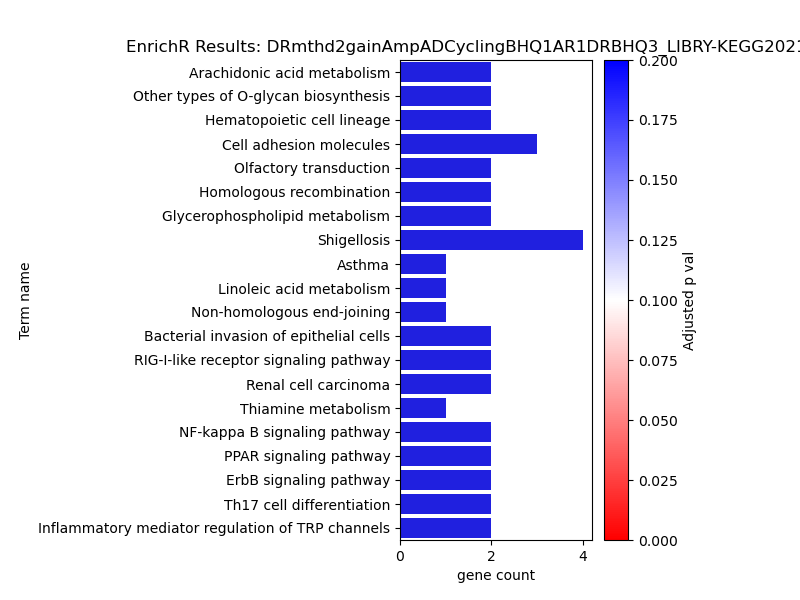 EnrichR Results: DRmthd2gainAmpADCyclingBHQ1AR1DRBHQ3_LIBRY-KEGG2021
Term name
Arachidonic acid metabolism
Other types of O-glycan biosynthesis
Hematopoietic cell lineage
Cell adhesion molecules
Olfactory transduction
Homologous recombination
Glycerophospholipid metabolism
Shigellosis
Asthma
Linoleic acid metabolism
Non-homologous end-joining
Bacterial invasion of epithelial cells
RIG-I-like receptor signaling pathway
Renal cell carcinoma
Thiamine metabolism
NF-kappa B signaling pathway
PPAR signaling pathway
ErbB signaling pathway
Th17 cell differentiation
Inflammatory mediator regulation of TRP channels
0 2 4
gene count
0.200
0.175
0.150
0.125
0.100
0.075
0.050
0.025
0.000
Adjusted p val